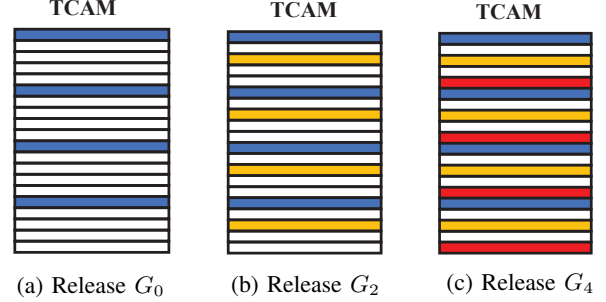 TCAM TCAM TCAM
(a) Release G₀ (b) Release G₂ (c) Release G₄